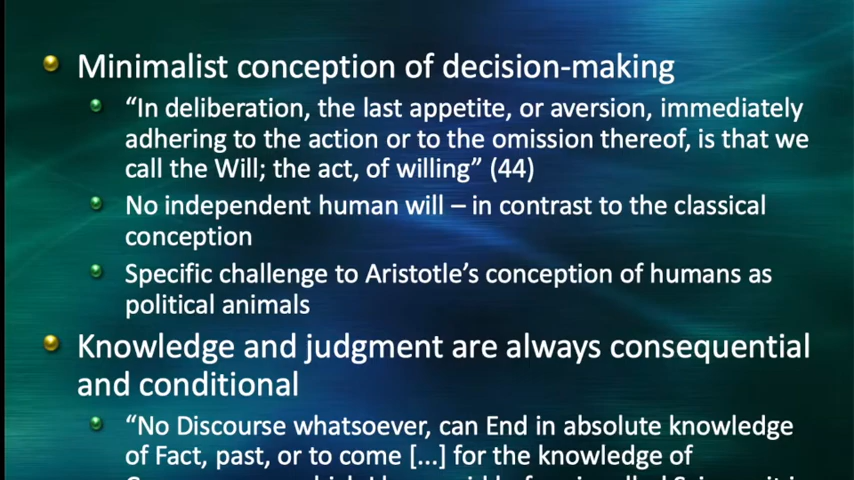 Minimalist conception of decision-making
“In deliberation, the last appetite, or aversion, immediately
adhering to the action or to the omission thereof, is that we
call the Will; the act, of willing” (44)
No independent human will – in contrast to the classical
conception
Specific challenge to Aristotle’s conception of humans as
political animals
Knowledge and judgment are always consequential
and conditional
“No Discourse whatsoever, can End in absolute knowledge
of Fact, past, or to come [...] for the knowledge of